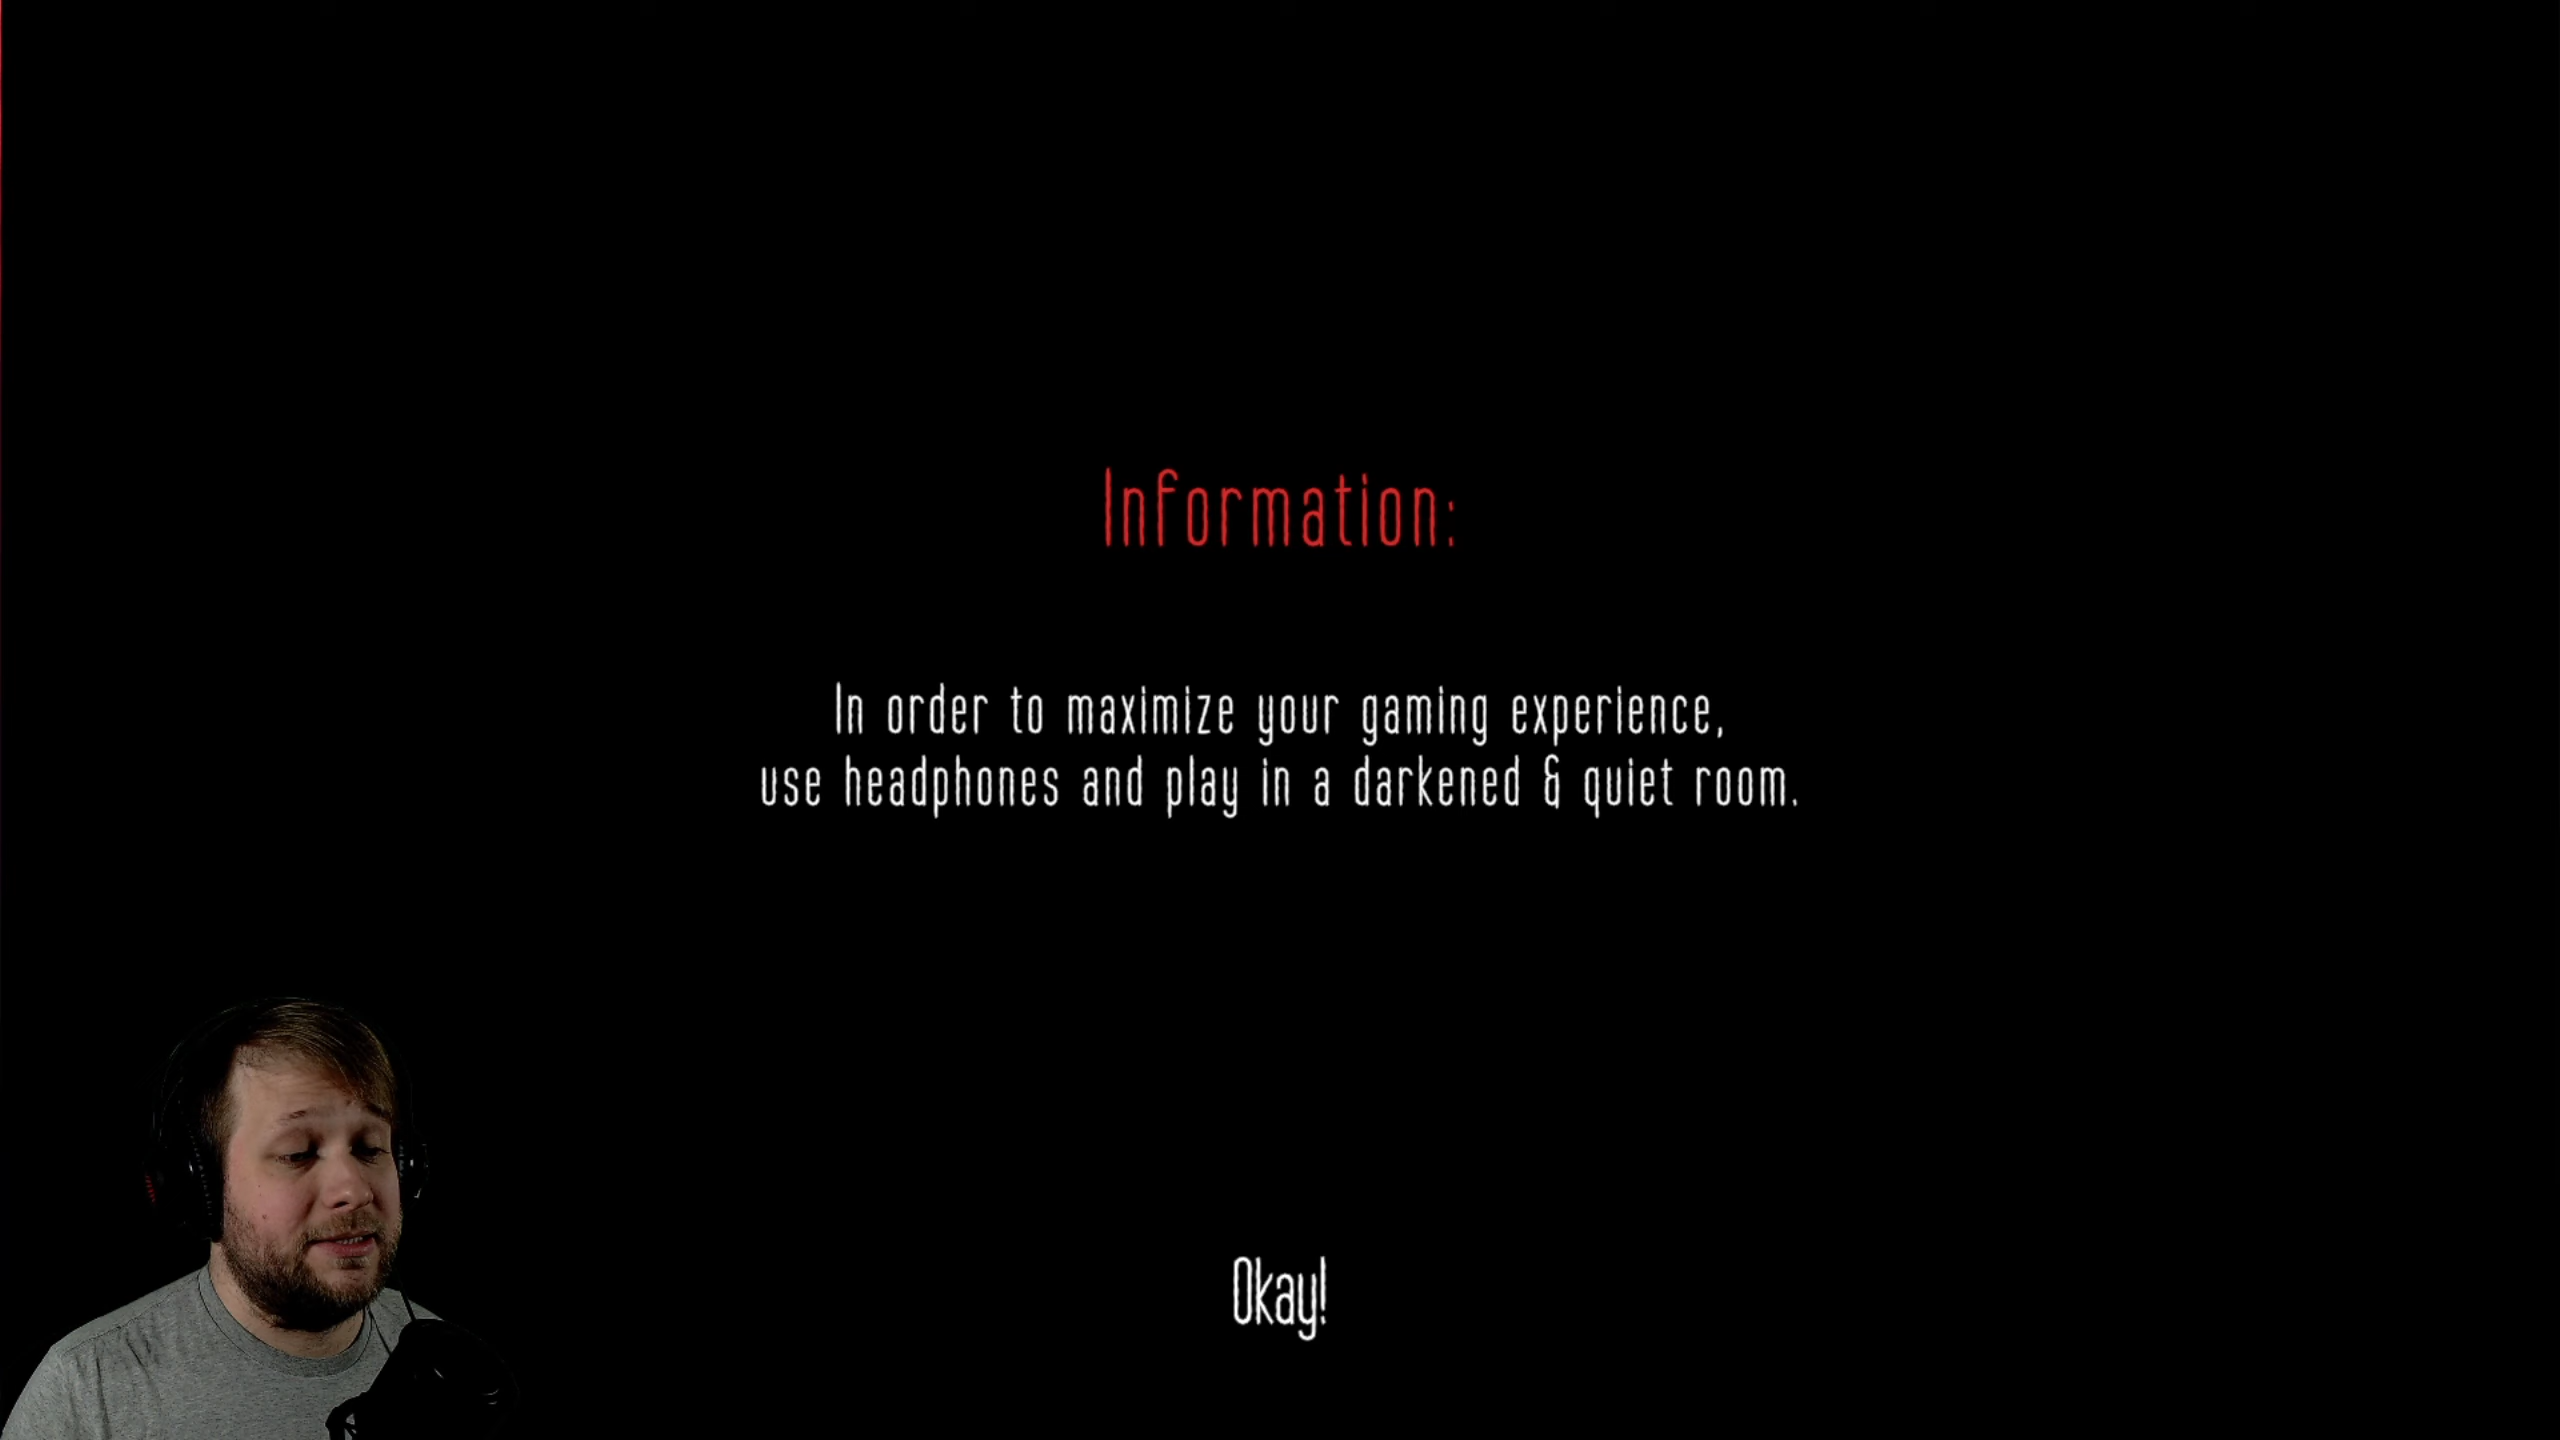 Information:
In order to maximize your gaming experience,
use headphones and play in a darkened & quiet room.
Okay!